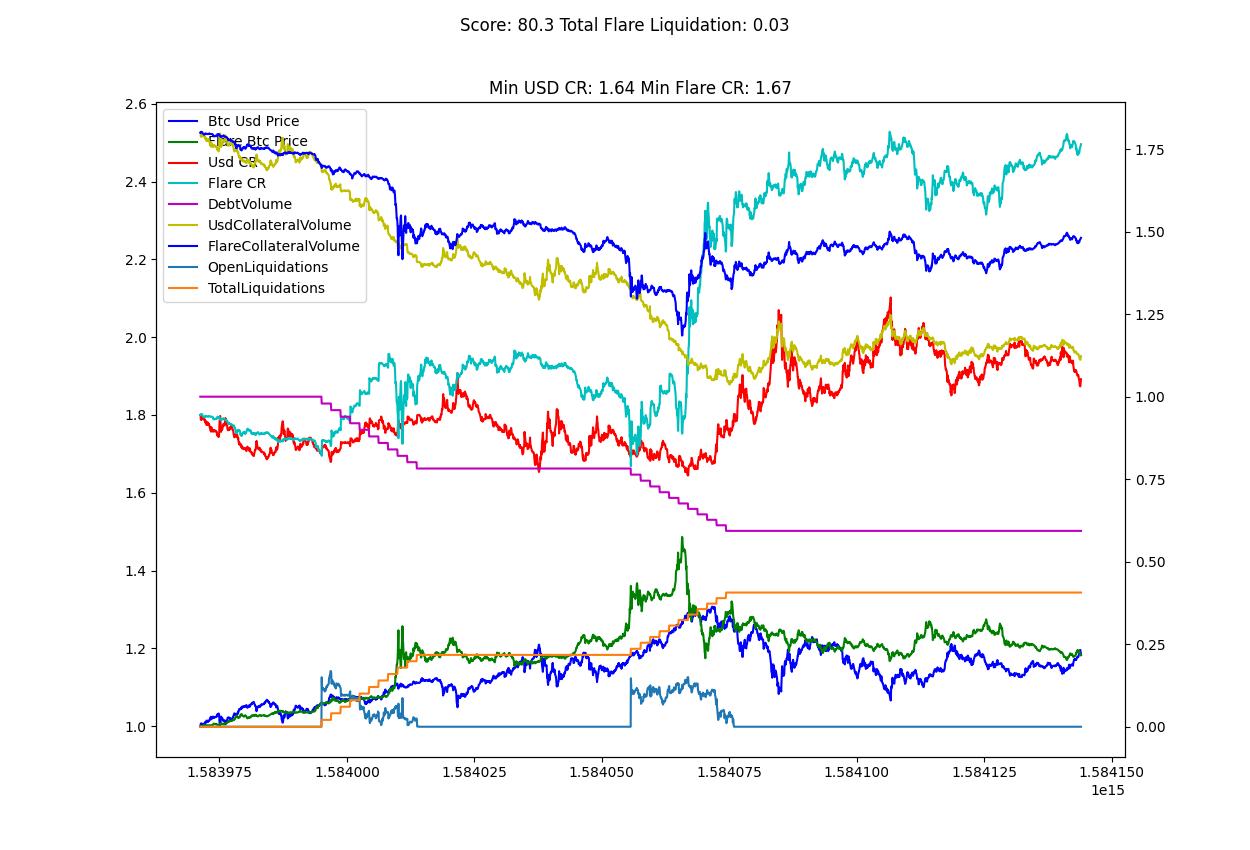 Score: 80.3 Total Flare Liquidation: 0.03
Min USD CR: 1.64 Min Flare CR: 1.67
Btc Usd Price
Flare Btc Price
Usd CR
Flare CR
DebtVolume
UsdCollateralVolume
FlareCollateralVolume
OpenLiquidations
TotalLiquidations
2.6
2.4
2.2
2.0
1.8
1.6
1.4
1.2
1.0
1.75
1.50
1.25
1.00
0.75
0.50
0.25
0.00
1.583975 1.584000 1.584025 1.584050 1.584075 1.584100 1.584125 1.584150
1e15